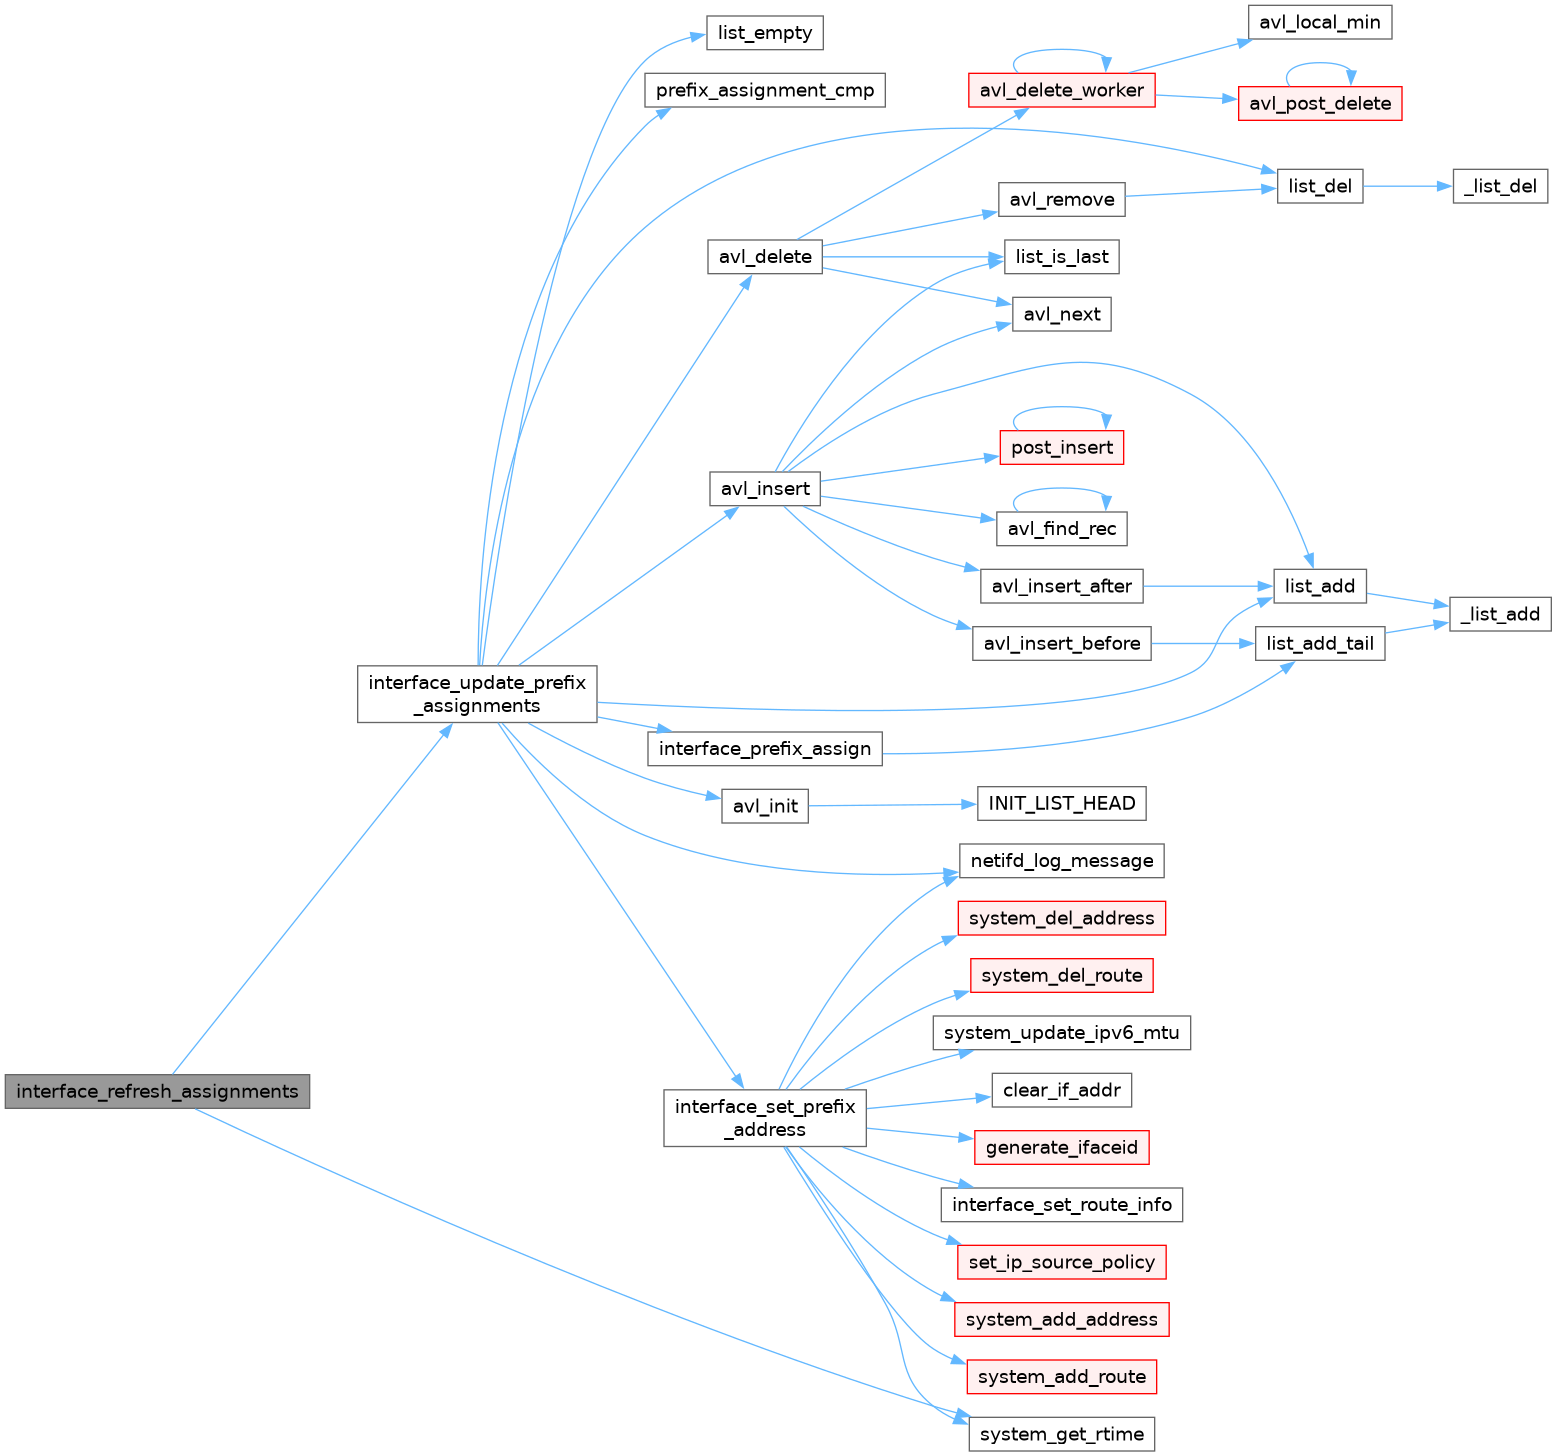 avl_local_min
list_empty
prefix_assignment_cmp
avl_delete_worker
avl_post_delete
list_del
_list_del
avl_remove
avl_delete
list_is_last
avl_next
post_insert
avl_insert
avl_find_rec
avl_insert_after
list_add
_list_add
avl_insert_before
list_add_tail
interface_update_prefix
_assignments
interface_prefix_assign
avl_init
INIT_LIST_HEAD
netifd_log_message
system_del_address
system_del_route
system_update_ipv6_mtu
interface_refresh_assignments
clear_if_addr
interface_set_prefix
_address
generate_ifaceid
interface_set_route_info
set_ip_source_policy
system_add_address
system_add_route
system_get_rtime